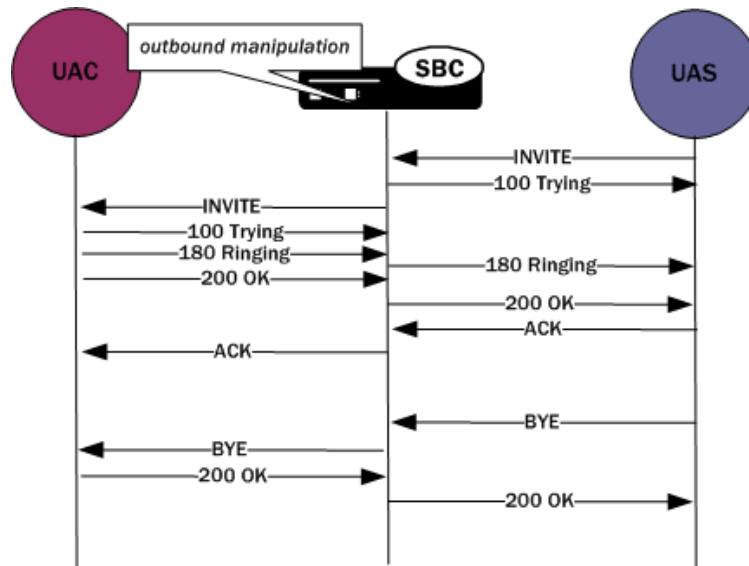 outbound manipulation
UAC
SBC
UAS
INVITE
100 Trying
INVITE
100 Trying
180 Ringing
180 Ringing
200 OK
200 OK
ACK
ACK
BYE
BYE
200 OK
200 OK